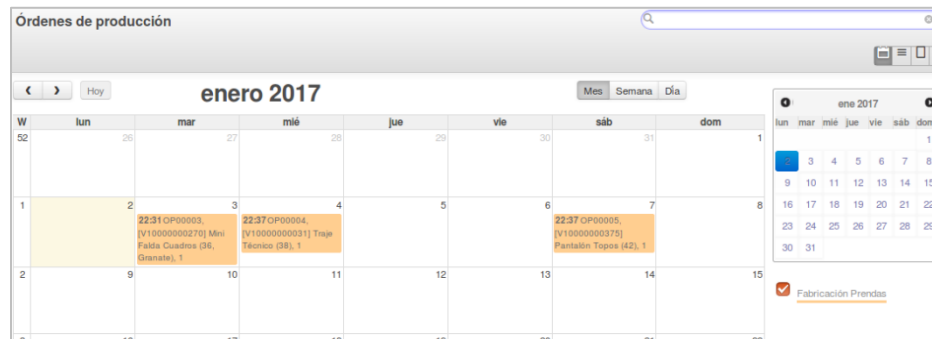 Órdenes de producción
Hoy
enero 2017
Mes Semana Día
W lun mar mié jue vie sáb dom
52 26 27 28 29 30 31 1
1 2 3 4 5 6 7 8
22:31 OP00003,
[V10000000270] Mini
Falda Cuadros (36,
Granate), 1
22:37 OP00004,
[V10000000031] Traje
Técnico (38), 1
22:37 OP00005,
[V10000000375]
Pantalón Topos (42), 1
2 9 10 11 12 13 14 15
ene 2017
lun mar mié jue vie sáb dom
1
2 3 4 5 6 7 8
9 10 11 12 13 14 15
16 17 18 19 20 21 22
23 24 25 26 27 28 29
30 31
Fabricación Prendas